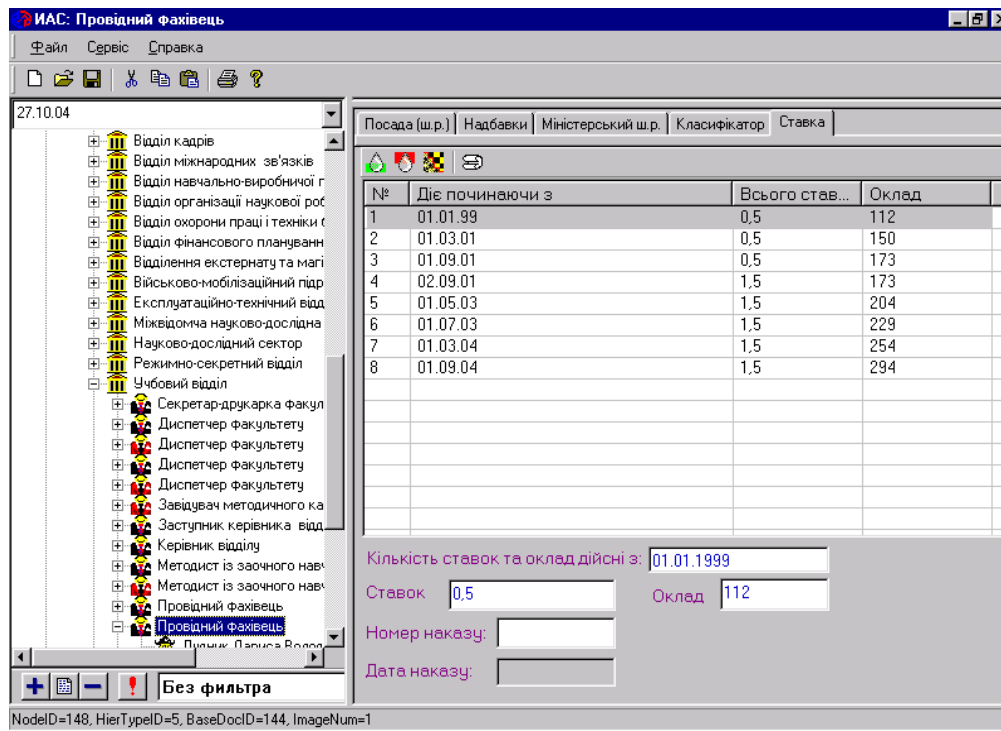 ИАС: Провідний фахівець
Файл Сервіс Справка
27.10.04
Відділ кадрів
Відділ міжнародних зв'язків
Відділ навчально-виробничої г
Відділ організації наукової роб
Відділ охорони праці і техніки б
Відділ фінансового плануванн
Відділення екстернату та магі
Військово-мобілізаційний підр
Експлуатаційно-технічний відд
Міжвідомча науково-дослідна
Науково-дослідний сектор
Режимно-секретний відділ
Учбовий відділ
Секретар-друкарка факул
Диспетчер факультету
Диспетчер факультету
Диспетчер факультету
Диспетчер факультету
Завідувач методичного ка
Заступник керівника відд
Керівник відділу
Методист із заочного навч
Методист із заочного навч
Провідний фахівець
Провідний фахівець
Без фильтра
Посада (ш.р.) Надбавки Міністерський ш.р. Класифікатор Ставка
№ Діє починаючи з Всього став... Оклад
1 01.01.99 0,5 112
2 01.03.01 0,5 150
3 01.09.01 0,5 173
4 02.09.01 1,5 173
5 01.05.03 1,5 204
6 01.07.03 1,5 229
7 01.03.04 1,5 254
8 01.09.04 1,5 294
Кількість ставок та оклад дійсні з: 01.01.1999
Ставок 0,5 Оклад 112
Номер наказу:
Дата наказу:
NodeID=148, HierTypeID=5, BaseDocID=144, ImageNum=1